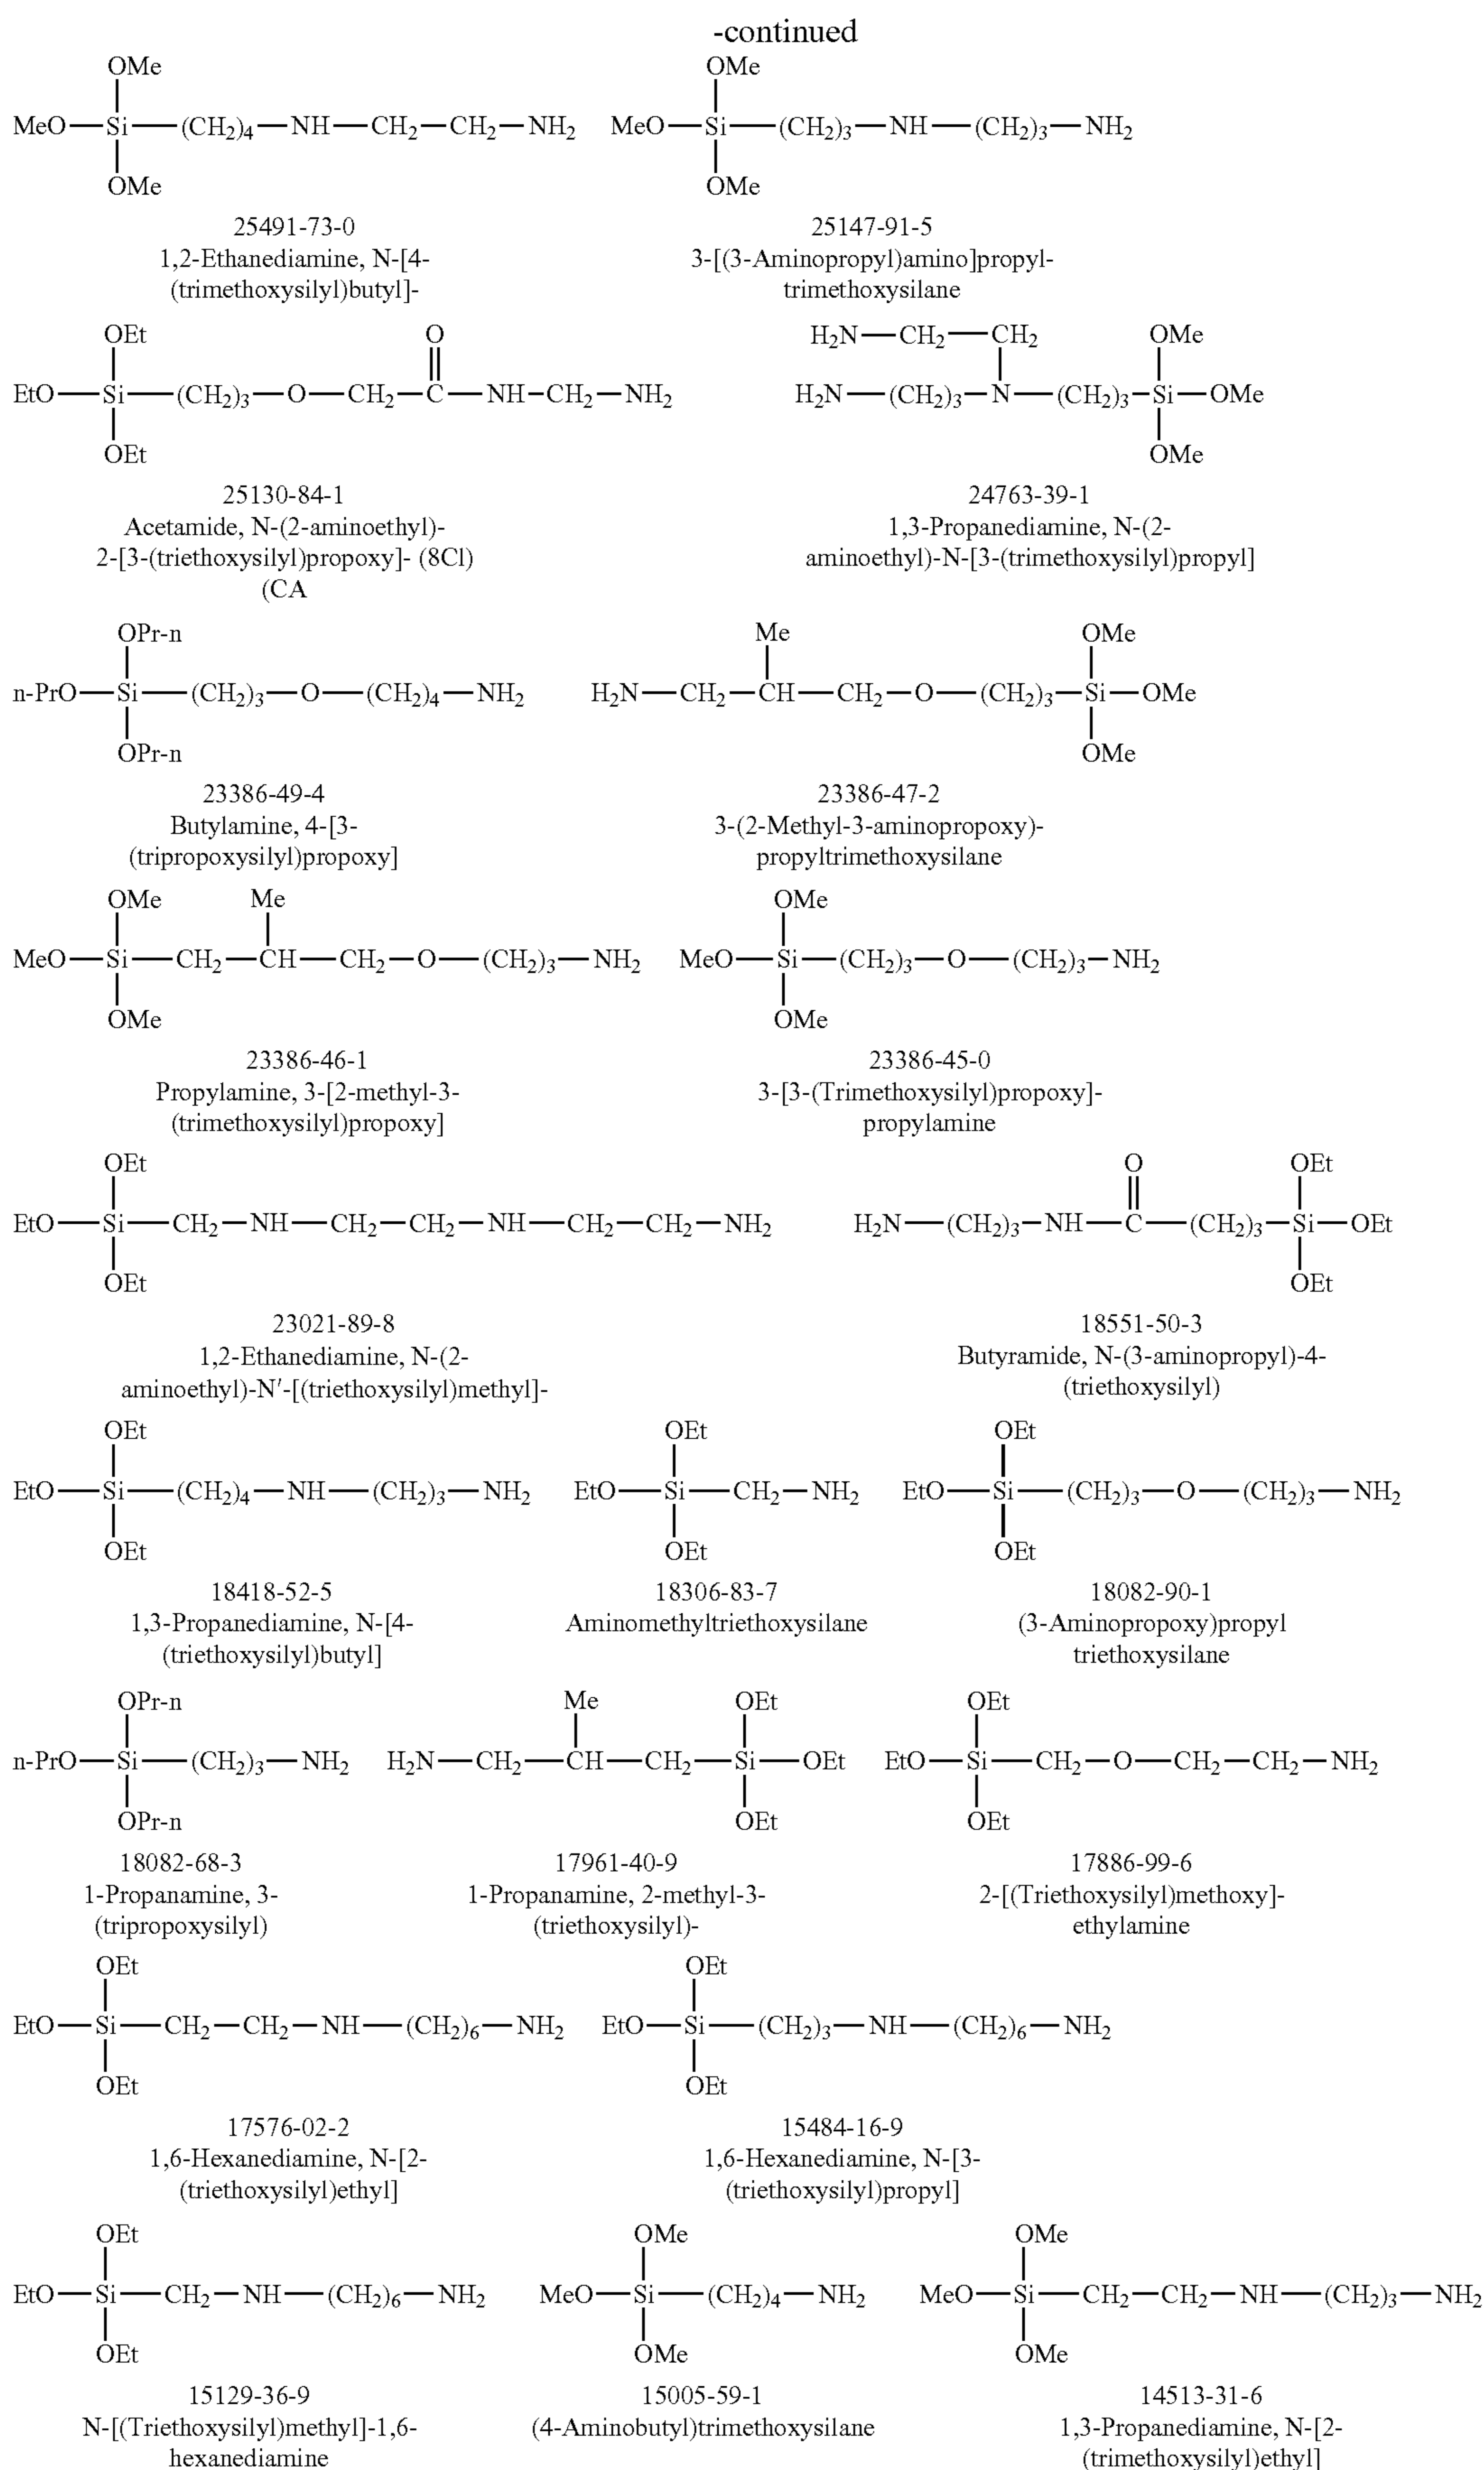 -continued
OMe OMe
MeO—Si—(CH2)4—NH—CH2—CH2—NH2 MeO—Si—(CH2)3—NH—(CH2)3—NH2
OMe OMe
25491-73-0 25147-91-5
1,2-Ethanediamine, N-[4- 3-[(3-Aminopropyl)amino]propyl-
(trimethoxysilyl)butyl]- trimethoxysilane
OEt O H2N—CH2—CH2 OMe
EtO—Si—(CH2)3—O—CH2—C—NH—CH2—NH2 H2N—(CH2)3—N—(CH2)3—Si—OMe
OEt OMe
25130-84-1 24763-39-1
Acetamide, N-(2-aminoethyl)- 1,3-Propanediamine, N-(2-
2-[3-(triethoxysilyl)propoxy]- (8Cl) aminoethyl)-N-[3-(trimethoxysilyl)propyl]
(CA
OPr-n Me OMe
n-PrO—Si—(CH2)3—O—(CH2)4—NH2 H2N—CH2—CH—CH2—O—(CH2)3—Si—OMe
OPr-n OMe
23386-49-4 23386-47-2
Butylamine, 4-[3- 3-(2-Methyl-3-aminopropoxy)-
(tripropoxysilyl)propoxy] propyltrimethoxysilane
OMe Me OMe
MeO—Si—CH2—CH—CH2—O—(CH2)3—NH2 MeO—Si—(CH2)3—O—(CH2)3—NH2
OMe OMe
23386-46-1 23386-45-0
Propylamine, 3-[2-methyl-3- 3-[3-(Trimethoxysilyl)propoxy]-
(trimethoxysilyl)propoxy] propylamine
OEt O OEt
EtO—Si—CH2—NH—CH2—CH2—NH—CH2—CH2—NH2 H2N—(CH2)3—NH—C—(CH2)3—Si—OEt
OEt OEt
23021-89-8 18551-50-3
1,2-Ethanediamine, N-(2- Butyramide, N-(3-aminopropyl)-4-
aminoethyl)-N'-[(triethoxysilyl)methyl]- (triethoxysilyl)
OEt OEt OEt
EtO—Si—(CH2)4—NH—(CH2)3—NH2 EtO—Si—CH2—NH2 EtO—Si—(CH2)3—O—(CH2)3—NH2
OEt OEt OEt
18418-52-5 18306-83-7 18082-90-1
1,3-Propanediamine, N-[4- Aminomethyltriethoxysilane (3-Aminopropoxy)propyl
(triethoxysilyl)butyl] triethoxysilane
OPr-n Me OEt OEt
n-PrO—Si—(CH2)3—NH2 H2N—CH2—CH—CH2—Si—OEt EtO—Si—CH2—O—CH2—CH2—NH2
OPr-n OEt OEt
18082-68-3 17961-40-9 17886-99-6
1-Propanamine, 3- 1-Propanamine, 2-methyl-3- 2-[(Triethoxysilyl)methoxy]-
(tripropoxysilyl) (triethoxysilyl)- ethylamine
OEt OEt
EtO—Si—CH2—CH2—NH—(CH2)6—NH2 EtO—Si—(CH2)3—NH—(CH2)6—NH2
OEt OEt
17576-02-2 15484-16-9
1,6-Hexanediamine, N-[2- 1,6-Hexanediamine, N-[3-
(triethoxysilyl)ethyl] (triethoxysilyl)propyl]
OEt OMe OMe
EtO—Si—CH2—NH—(CH2)6—NH2 MeO—Si—(CH2)4—NH2 MeO—Si—CH2—CH2—NH—(CH2)3—NH2
OEt OMe OMe
15129-36-9 15005-59-1 14513-31-6
N-[(Triethoxysilyl)methyl]-1,6- (4-Aminobutyl)trimethoxysilane 1,3-Propanediamine, N-[2-
hexanediamine (trimethoxysilyl)ethyl]